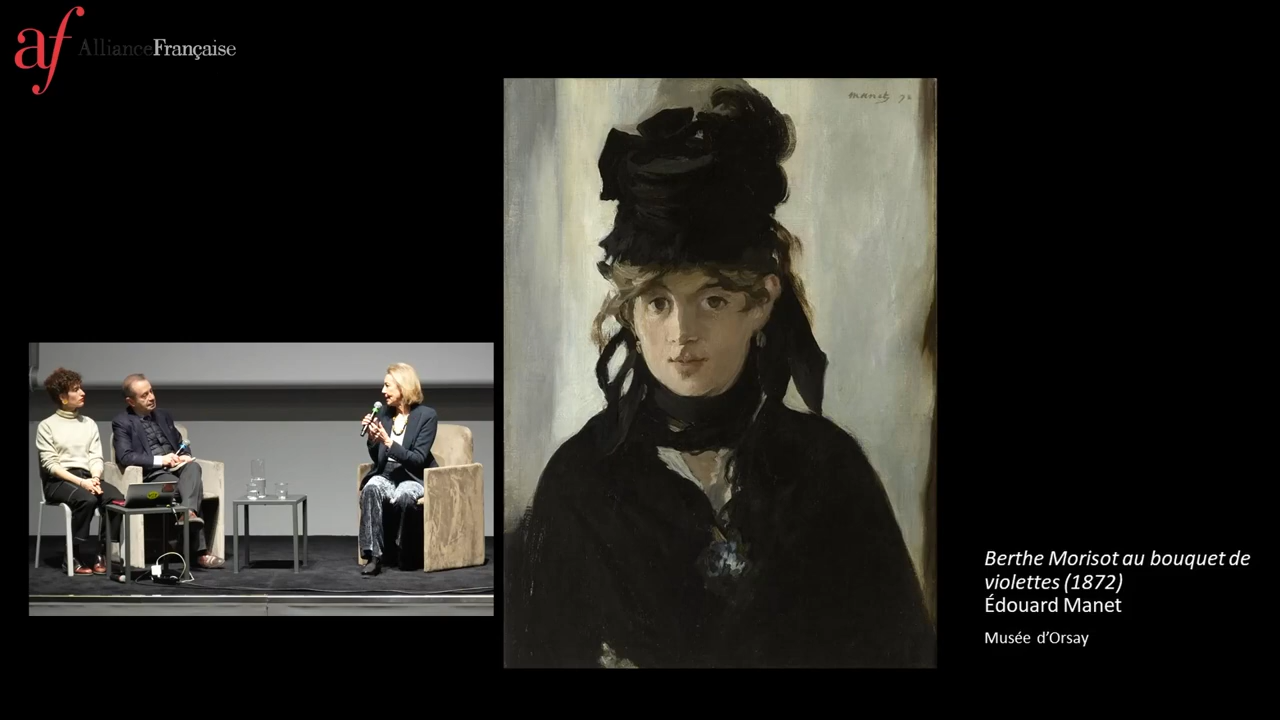 af AllianceFrançaise
manet 72
Berthe Morisot au bouquet de
violettes (1872)
Édouard Manet
Musée d'Orsay